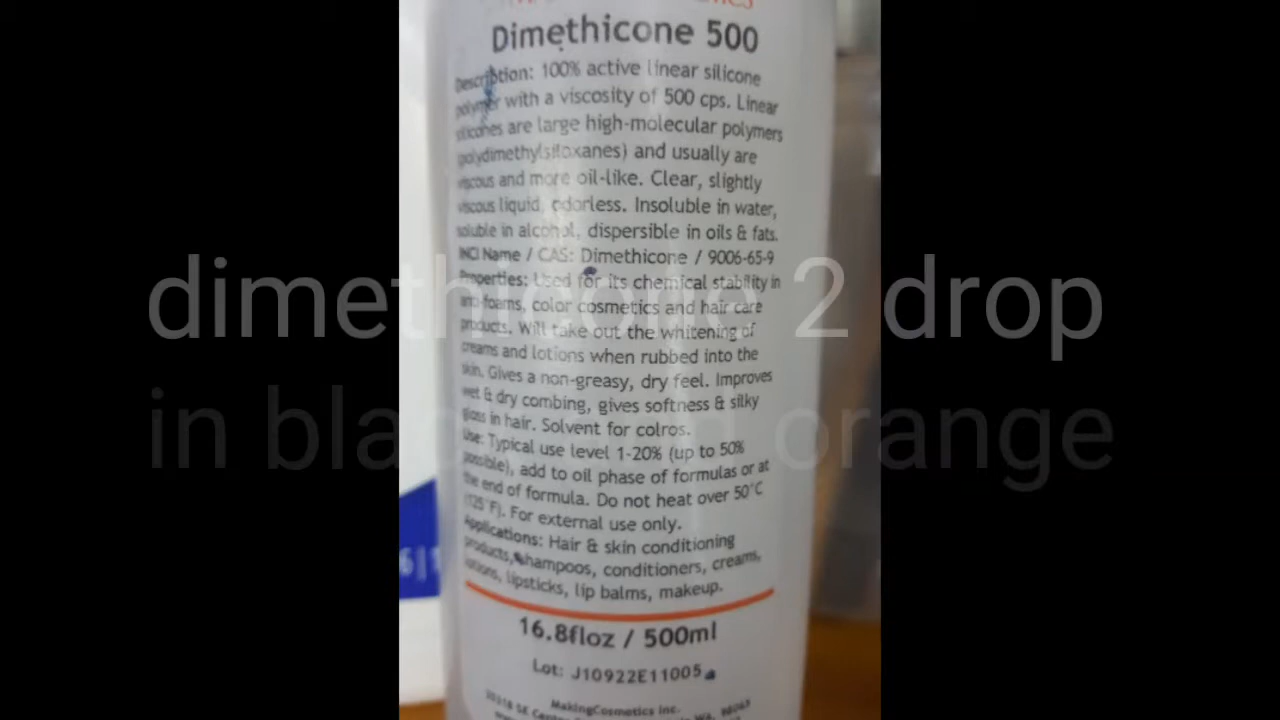 Dimethicone 500
Description: 100% active linear silicone
polymer with a viscosity of 500 cps. Linear
silicones are large high-molecular polymers
(polydimethylsiloxanes) and usually are
viscous and more oil-like. Clear, slightly
viscous liquid, odorless. Insoluble in water,
soluble in alcohol, dispersible in oils & fats.
INCI Name / CAS: Dimethicone / 9006-65-9
Properties: Used for its chemical stability in
anti-foams, color cosmetics and hair care
products. Will take out the whitening of
creams and lotions when rubbed into the
skin. Gives a non-greasy, dry feel. Improves
wet & dry combing, gives softness & silky
gloss in hair. Solvent for colros.
Use: Typical use level 1-20% (up to 50%
possible), add to oil phase of formulas or at
the end of formula. Do not heat over 50°C
(125°F). For external use only.
Applications: Hair & skin conditioning
products, shampoos, conditioners, creams,
lotions, lipsticks, lip balms, makeup.
16.8floz / 500ml
Lot: J10922E11005
MakingCosmetics Inc.
2 drop
in orange